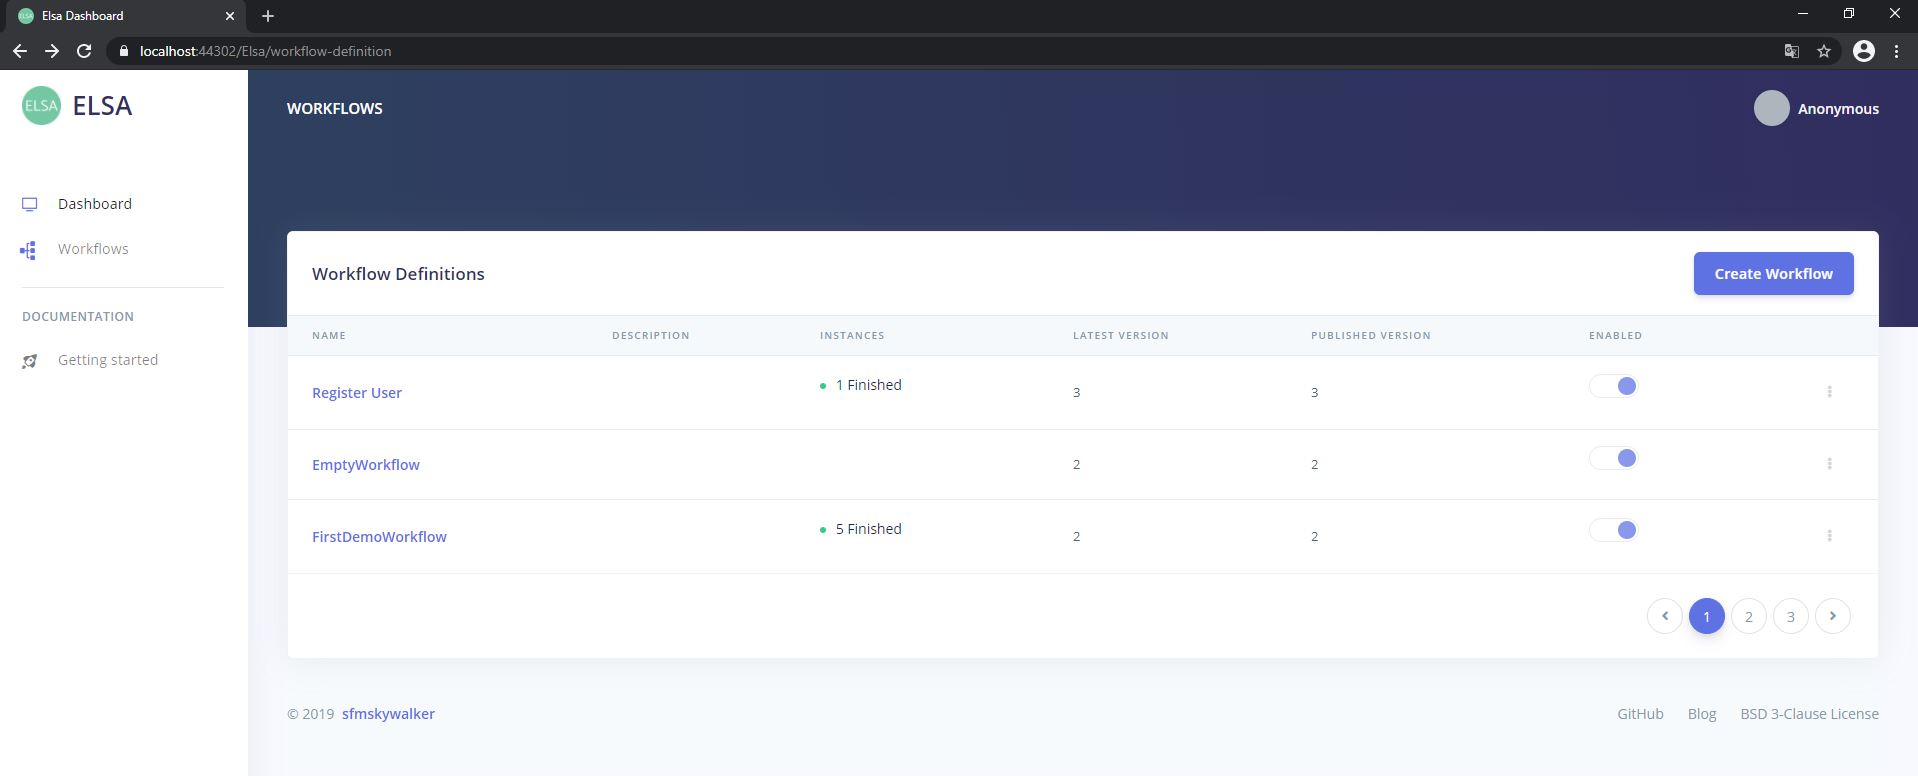 Elsa Dashboard
localhost:44302/Elsa/workflow-definition
ELSA ELSA
WORKFLOWS
Anonymous
Dashboard
Workflows
DOCUMENTATION
Getting started
Workflow Definitions
Create Workflow
NAME DESCRIPTION INSTANCES LATEST VERSION PUBLISHED VERSION ENABLED
Register User 1 Finished 3 3
EmptyWorkflow 2 2
FirstDemoWorkflow 5 Finished 2 2
1 2 3
© 2019 sfmskywalker
GitHub Blog BSD 3-Clause License